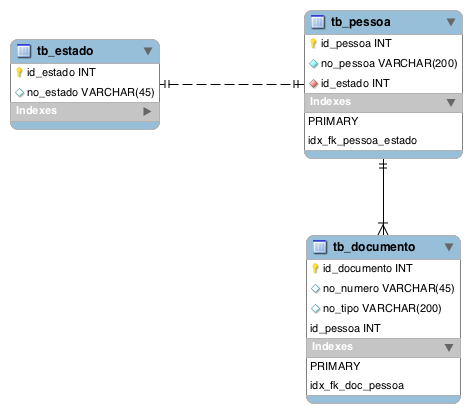 tb_estado
id_estado INT
no_estado VARCHAR(45)
Indexes
tb_pessoa
id_pessoa INT
no_pessoa VARCHAR(200)
id_estado INT
Indexes
PRIMARY
idx_fk_pessoa_estado
tb_documento
id_documento INT
no_numero VARCHAR(45)
no_tipo VARCHAR(200)
id_pessoa INT
Indexes
PRIMARY
idx_fk_doc_pessoa